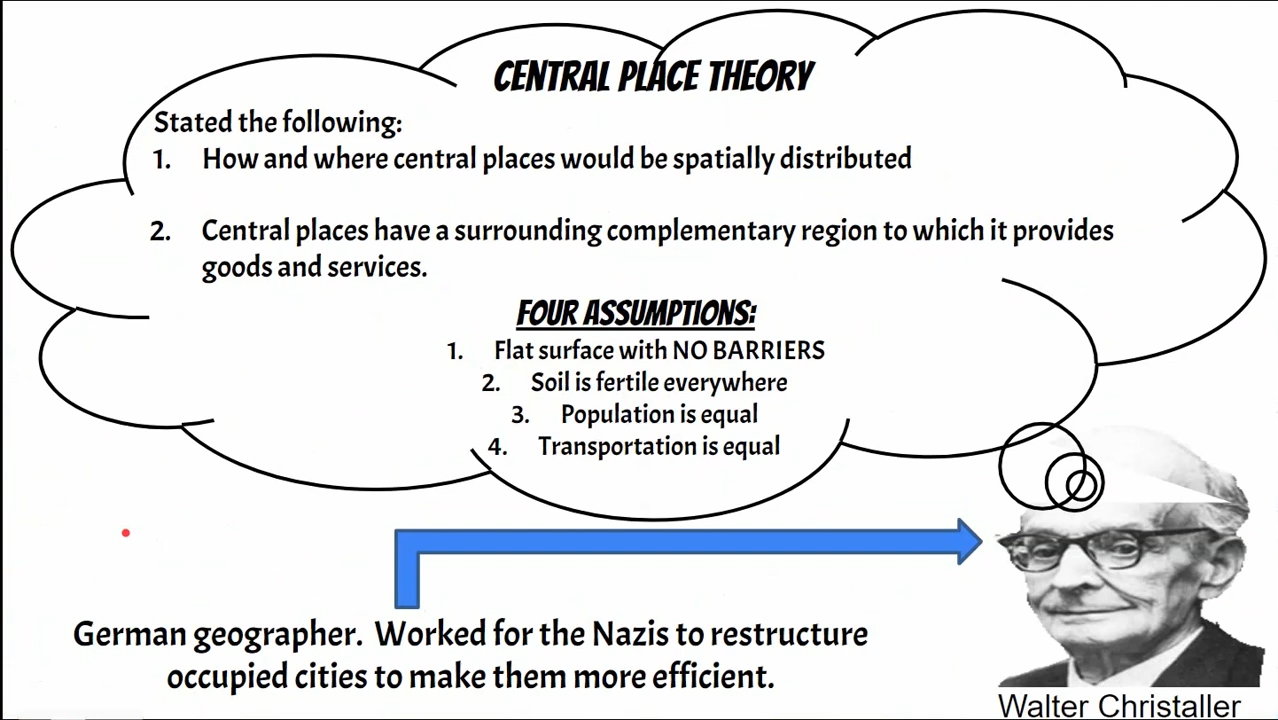 CENTRAL PLACE THEORY
Stated the following:
1. How and where central places would be spatially distributed
2. Central places have a surrounding complementary region to which it provides
goods and services.
FOUR ASSUMPTIONS:
1. Flat surface with NO BARRIERS
2. Soil is fertile everywhere
3. Population is equal
4. Transportation is equal
German geographer. Worked for the Nazis to restructure
occupied cities to make them more efficient.
Walter Christaller